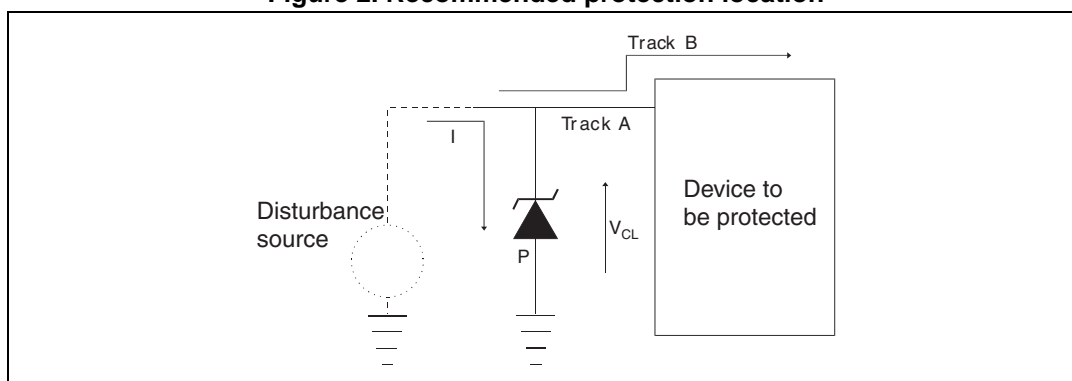 Figure 2. Recommended protection location
Track B
Track A
I
Device to
be protected
Disturbance
source
V_CL
P